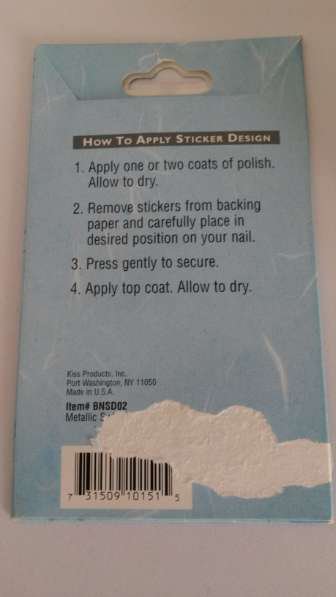 HOW TO APPLY STICKER DESIGN
1. Apply one or two coats of polish.
Allow to dry.
2. Remove stickers from backing
paper and carefully place in
desired position on your nail.
3. Press gently to secure.
4. Apply top coat. Allow to dry.
Kiss Products, Inc.
Port Washington, NY 11050
Made in U.S.A.
Item# BNSD02
Metallic
7 31509 10151 5